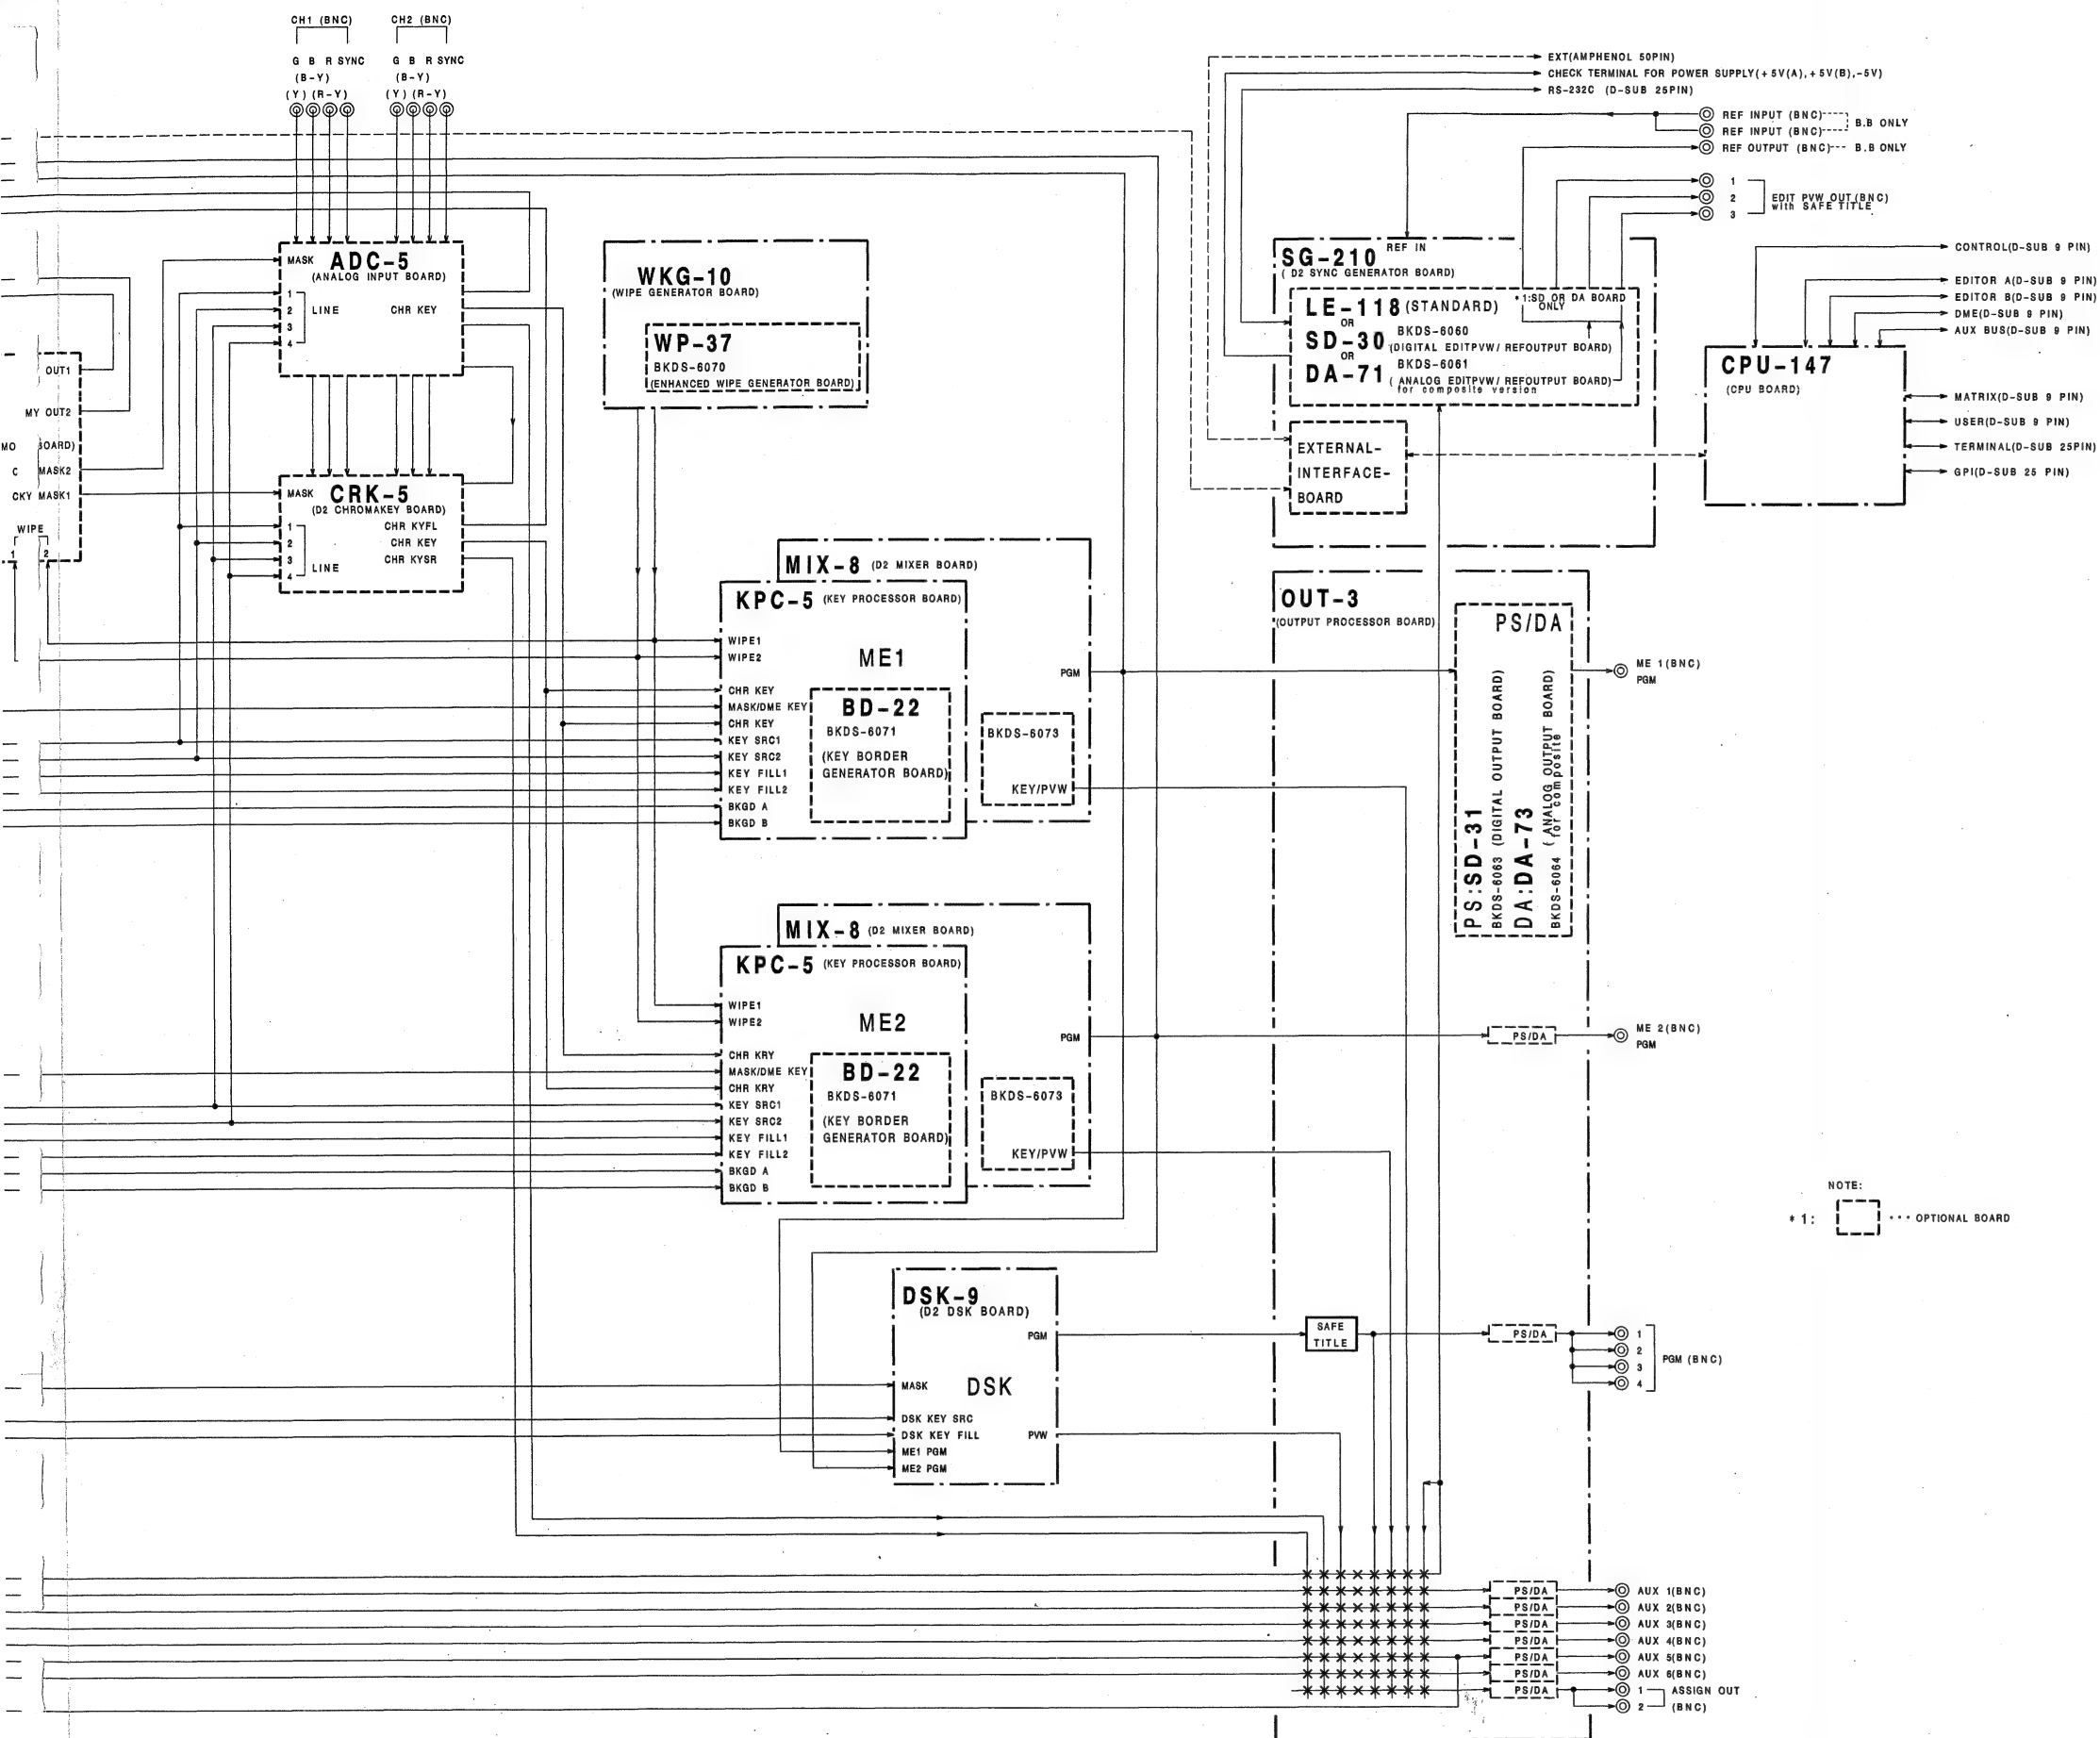 CH1 (BNC)
CH2 (BNC)
G B R SYNC
(B-Y)
(Y) (R-Y)
G B R SYNC
(B-Y)
(Y) (R-Y)
EXT(AMPHENOL 50PIN)
CHECK TERMINAL FOR POWER SUPPLY(+5V(A),+5V(B),-5V)
RS-232C (D-SUB 25PIN)
REF INPUT (BNC)
REF INPUT (BNC)
B.B ONLY
REF OUTPUT (BNC)--- B.B ONLY
1
2
3
EDIT PVW OUT(BNC)
with SAFE TITLE
MASK
ADC-5
(ANALOG INPUT BOARD)
1
2
3
4
LINE
CHR KEY
OUT1
MY OUT2
MO
BOARD)
C MASK2
CKY MASK1
WIPE
1 2
MASK
CRK-5
(D2 CHROMAKEY BOARD)
1
2
3
4
LINE
CHR KYFL
CHR KEY
CHR KYSR
WKG-10
(WIPE GENERATOR BOARD)
WP-37
BKDS-6070
(ENHANCED WIPE GENERATOR BOARD)
REF IN
SG-210
( D2 SYNC GENERATOR BOARD)
LE-118 (STANDARD)
OR
SD-30
BKDS-6060
(DIGITAL EDITPVW/ REFOUTPUT BOARD)
OR
DA-71
BKDS-6061
( ANALOG EDITPVW/ REFOUTPUT BOARD)
for composite version
*1:SD OR DA BOARD
ONLY
EXTERNAL-
INTERFACE-
BOARD
CONTROL(D-SUB 9 PIN)
EDITOR A(D-SUB 9 PIN)
EDITOR B(D-SUB 9 PIN)
DME(D-SUB 9 PIN)
AUX BUS(D-SUB 9 PIN)
CPU-147
(CPU BOARD)
MATRIX(D-SUB 9 PIN)
USER(D-SUB 9 PIN)
TERMINAL(D-SUB 25PIN)
GPI(D-SUB 25 PIN)
MIX-8 (D2 MIXER BOARD)
KPC-5 (KEY PROCESSOR BOARD)
WIPE1
WIPE2
ME1
CHR KEY
MASK/DME KEY
CHR KEY
KEY SRC1
KEY SRC2
KEY FILL1
KEY FILL2
BKGD A
BKGD B
BD-22
BKDS-6071
(KEY BORDER
GENERATOR BOARD)
PGM
BKDS-6073
KEY/PVW
OUT-3
(OUTPUT PROCESSOR BOARD)
PS/DA
PS:SD-31
BKDS-6063 (DIGITAL OUTPUT BOARD)
DA:DA-73
BKDS-6064 (ANALOG OUTPUT BOARD)
for composite
ME 1(BNC)
PGM
MIX-8 (D2 MIXER BOARD)
KPC-5 (KEY PROCESSOR BOARD)
WIPE1
WIPE2
ME2
CHR KRY
MASK/DME KEY
CHR KRY
KEY SRC1
KEY SRC2
KEY FILL1
KEY FILL2
BKGD A
BKGD B
BD-22
BKDS-6071
(KEY BORDER
GENERATOR BOARD)
PGM
BKDS-6073
KEY/PVW
PS/DA
ME 2(BNC)
PGM
NOTE:
*1: ··· OPTIONAL BOARD
DSK-9
(D2 DSK BOARD)
PGM
MASK
DSK
DSK KEY SRC
DSK KEY FILL
PVW
ME1 PGM
ME2 PGM
SAFE
TITLE
PS/DA
1
2
3
4
PGM (BNC)
PS/DA AUX 1(BNC)
PS/DA AUX 2(BNC)
PS/DA AUX 3(BNC)
PS/DA AUX 4(BNC)
PS/DA AUX 5(BNC)
PS/DA AUX 6(BNC)
PS/DA 1 ASSIGN OUT
2 (BNC)